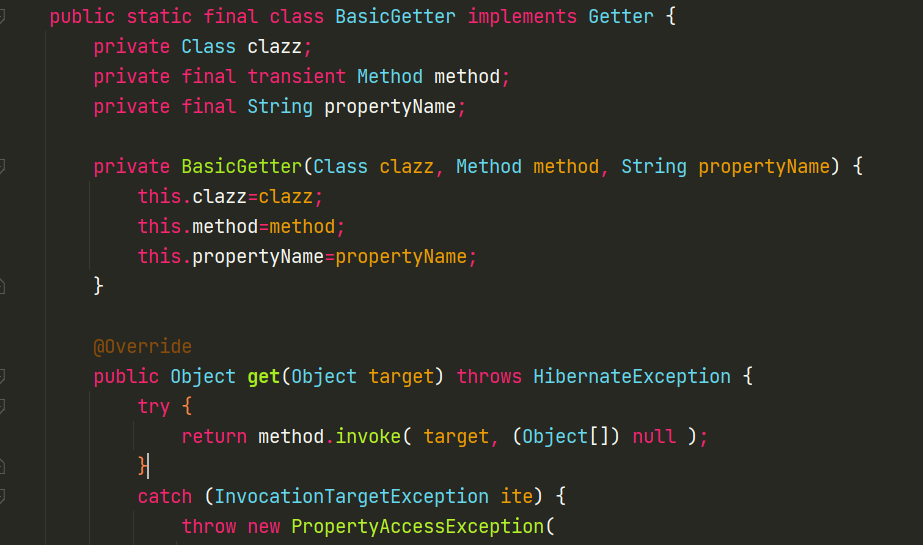 public static final class BasicGetter implements Getter {
    private Class clazz;
    private final transient Method method;
    private final String propertyName;

    private BasicGetter(Class clazz, Method method, String propertyName) {
        this.clazz=clazz;
        this.method=method;
        this.propertyName=propertyName;
    }

    @Override
    public Object get(Object target) throws HibernateException {
        try {
            return method.invoke( target, (Object[]) null );
        }
        catch (InvocationTargetException ite) {
            throw new PropertyAccessException(